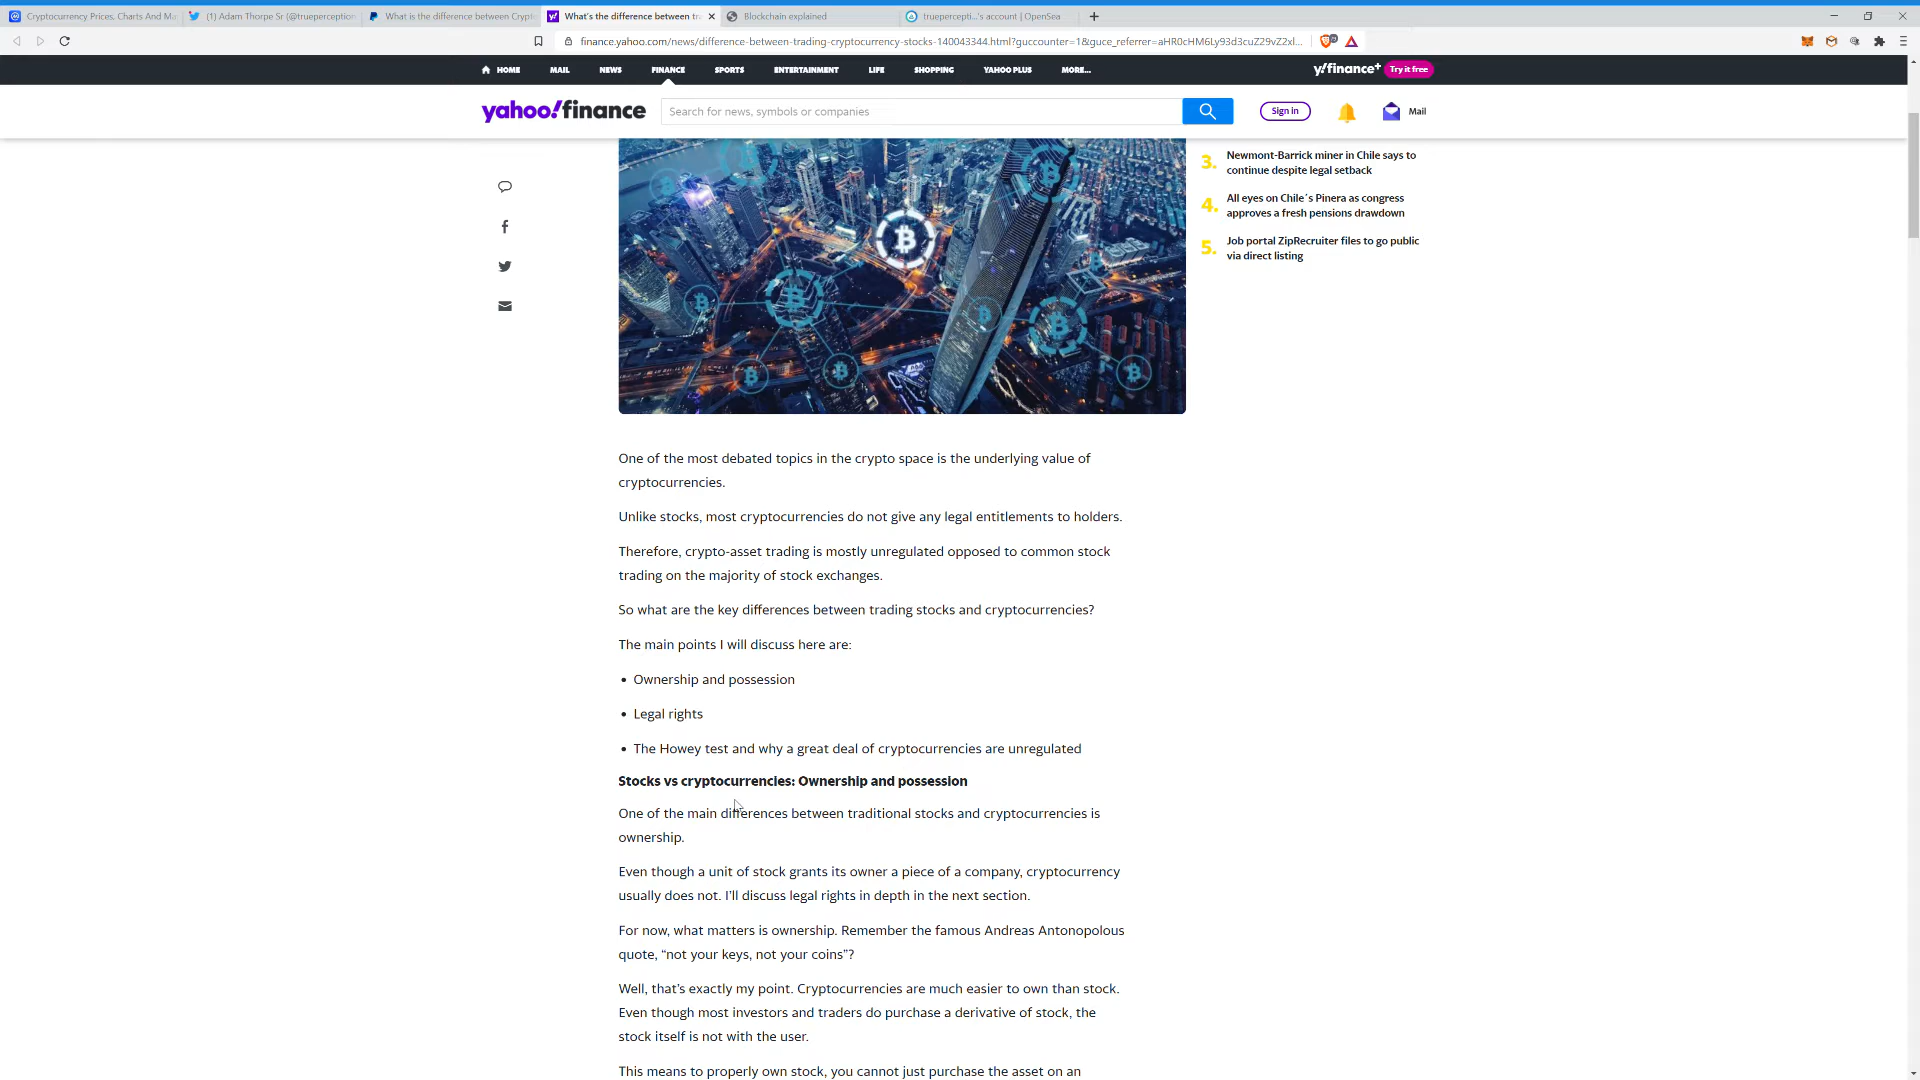 Cryptocurrency Prices, Charts And Ma
(1) Adam Thorpe Sr (@trueperception
What is the difference between Crypt
What's the difference between tr
Blockchain explained
truepercepti...'s account | OpenSea
finance.yahoo.com/news/difference-between-trading-cryptocurrency-stocks-140043344.html?guccounter=1&guce_referrer=aHR0cHM6Ly93d3cuZ29vZ2xl...
HOME
MAIL
NEWS
FINANCE
SPORTS
ENTERTAINMENT
LIFE
SHOPPING
YAHOO PLUS
MORE...
y!finance+
Try it free
yahoo!finance
Search for news, symbols or companies
Sign in
Mail
3. Newmont-Barrick miner in Chile says to
continue despite legal setback
4. All eyes on Chile´s Pinera as congress
approves a fresh pensions drawdown
5. Job portal ZipRecruiter files to go public
via direct listing
One of the most debated topics in the crypto space is the underlying value of
cryptocurrencies.
Unlike stocks, most cryptocurrencies do not give any legal entitlements to holders.
Therefore, crypto-asset trading is mostly unregulated opposed to common stock
trading on the majority of stock exchanges.
So what are the key differences between trading stocks and cryptocurrencies?
The main points I will discuss here are:
• Ownership and possession
• Legal rights
• The Howey test and why a great deal of cryptocurrencies are unregulated
Stocks vs cryptocurrencies: Ownership and possession
One of the main differences between traditional stocks and cryptocurrencies is
ownership.
Even though a unit of stock grants its owner a piece of a company, cryptocurrency
usually does not. I'll discuss legal rights in depth in the next section.
For now, what matters is ownership. Remember the famous Andreas Antonopolous
quote, “not your keys, not your coins”?
Well, that's exactly my point. Cryptocurrencies are much easier to own than stock.
Even though most investors and traders do purchase a derivative of stock, the
stock itself is not with the user.
This means to properly own stock, you cannot just purchase the asset on an